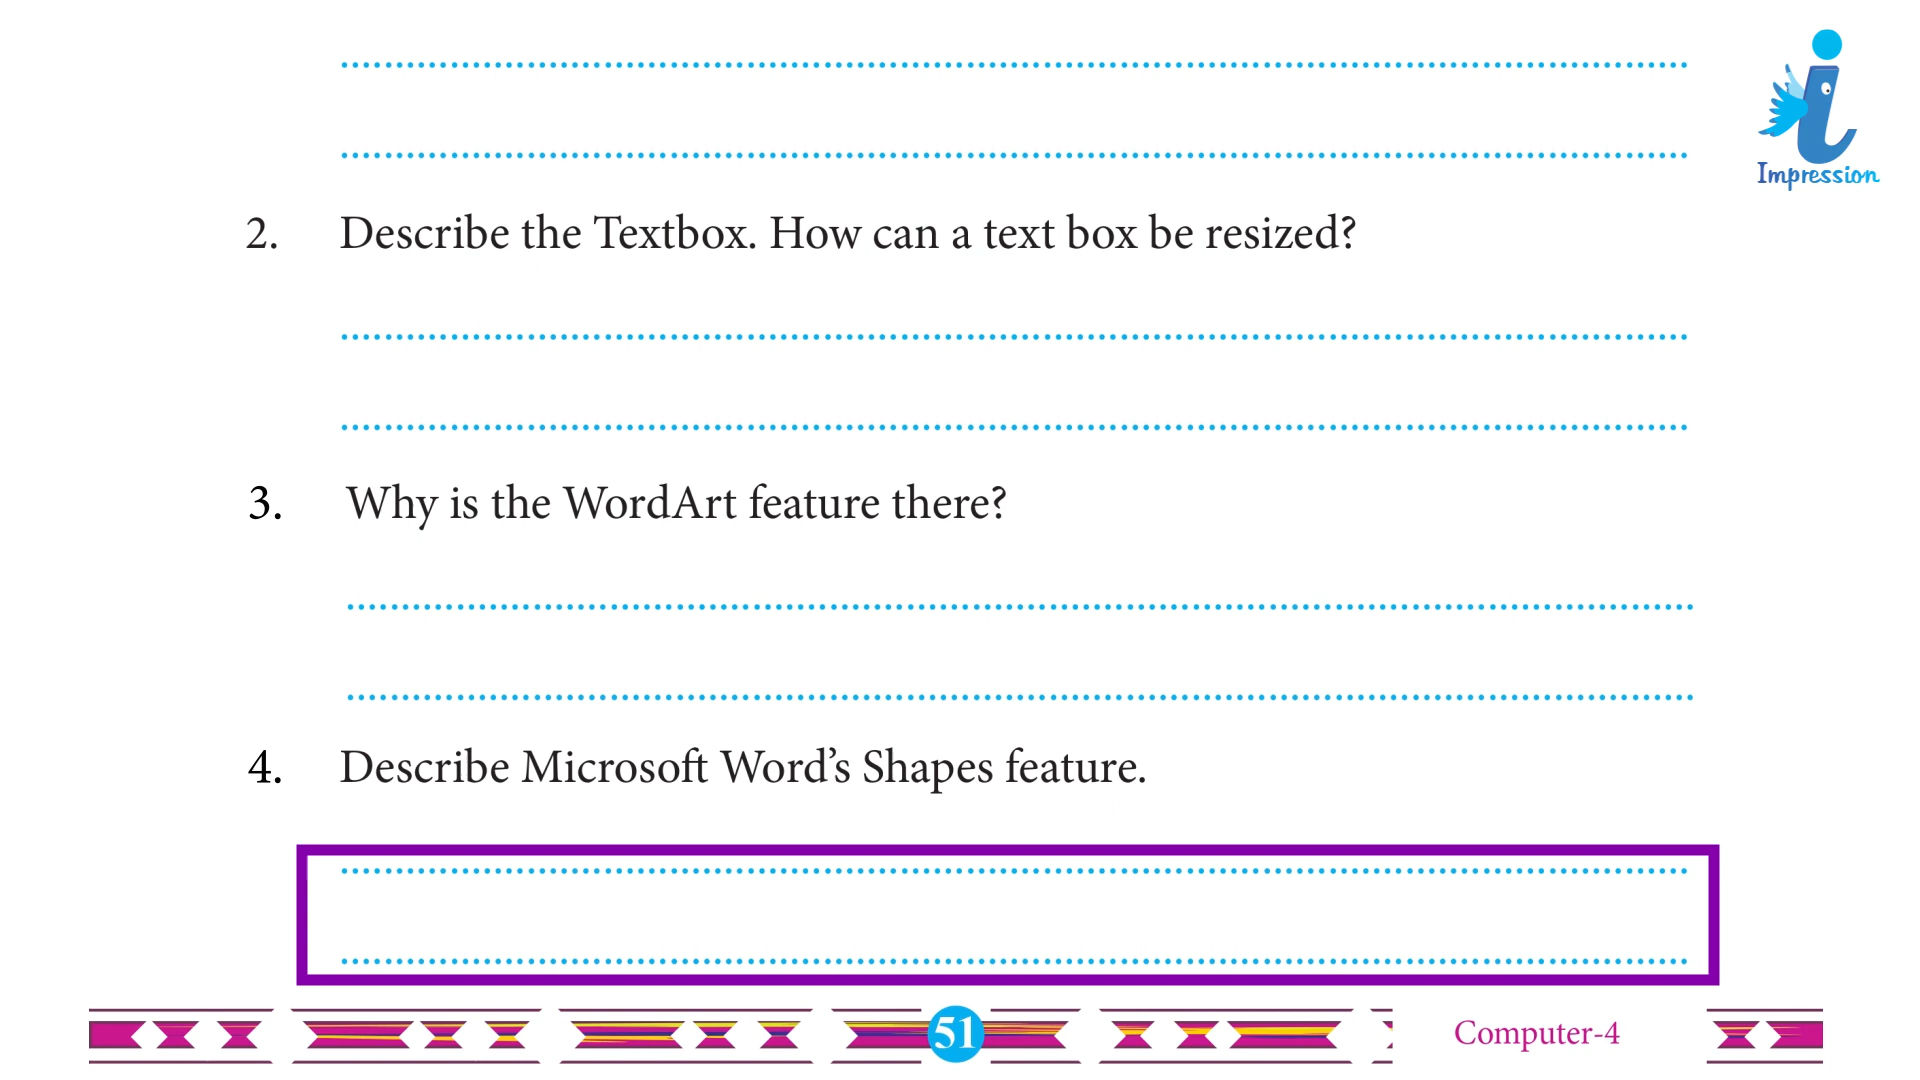 Impression
2. Describe the Textbox. How can a text box be resized?
3. Why is the WordArt feature there?
4. Describe Microsoft Word’s Shapes feature.
51
Computer-4